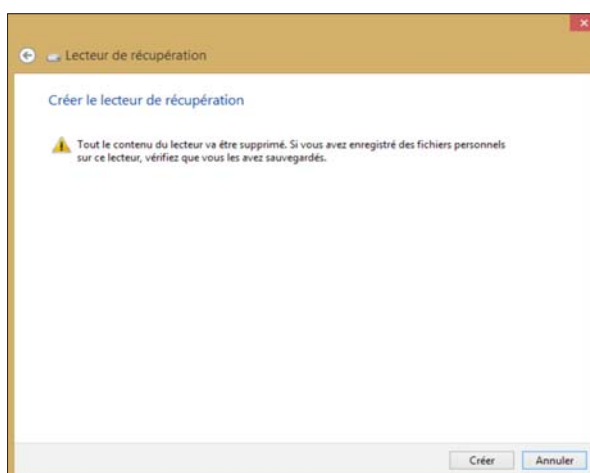 Lecteur de récupération
Créer le lecteur de récupération
Tout le contenu du lecteur va être supprimé. Si vous avez enregistré des fichiers personnels
sur ce lecteur, vérifiez que vous les avez sauvegardés.
Créer
Annuler